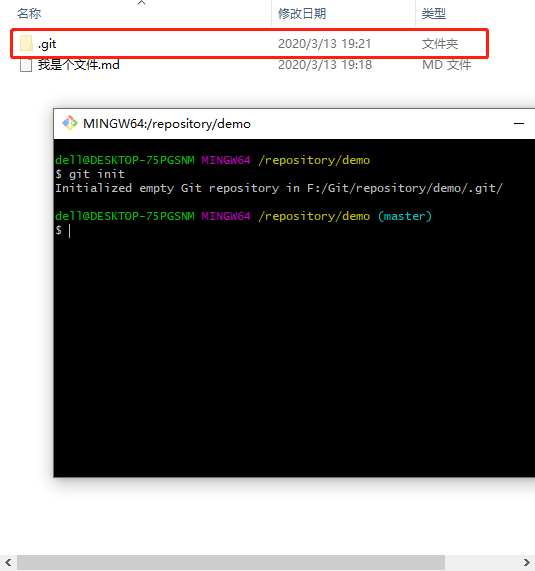 名称 修改日期 类型
.git 2020/3/13 19:21 文件夹
我是个文件.md 2020/3/13 19:18 MD 文件
MINGW64:/repository/demo
dell@DESKTOP-75PGSNM MINGW64 /repository/demo
$ git init
Initialized empty Git repository in F:/Git/repository/demo/.git/
dell@DESKTOP-75PGSNM MINGW64 /repository/demo (master)
$